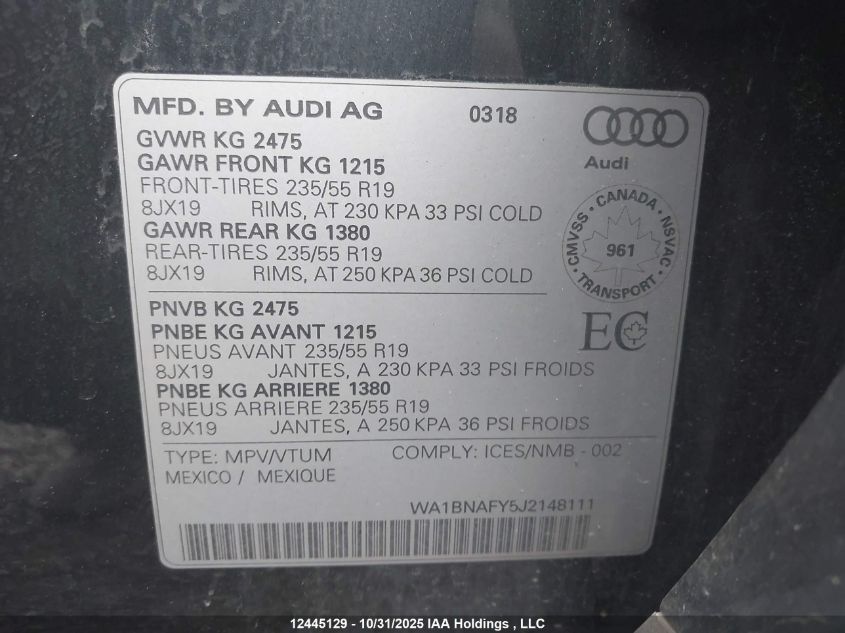 MFD. BY AUDI AG 0318
Audi
GVWR KG 2475
GAWR FRONT KG 1215
FRONT-TIRES 235/55 R19
8JX19 RIMS, AT 230 KPA 33 PSI COLD
GAWR REAR KG 1380
REAR-TIRES 235/55 R19
8JX19 RIMS, AT 250 KPA 36 PSI COLD
CMVSS • CANADA • NSVAC • TRANSPORT •
961
PNVB KG 2475
PNBE KG AVANT 1215
PNEUS AVANT 235/55 R19
8JX19 JANTES, A 230 KPA 33 PSI FROIDS
PNBE KG ARRIERE 1380
PNEUS ARRIERE 235/55 R19
8JX19 JANTES, A 250 KPA 36 PSI FROIDS
EC
TYPE: MPV/VTUM COMPLY: ICES/NMB - 002
MEXICO / MEXIQUE
WA1BNAFY5J2148111
12445129 - 10/31/2025 IAA Holdings , LLC